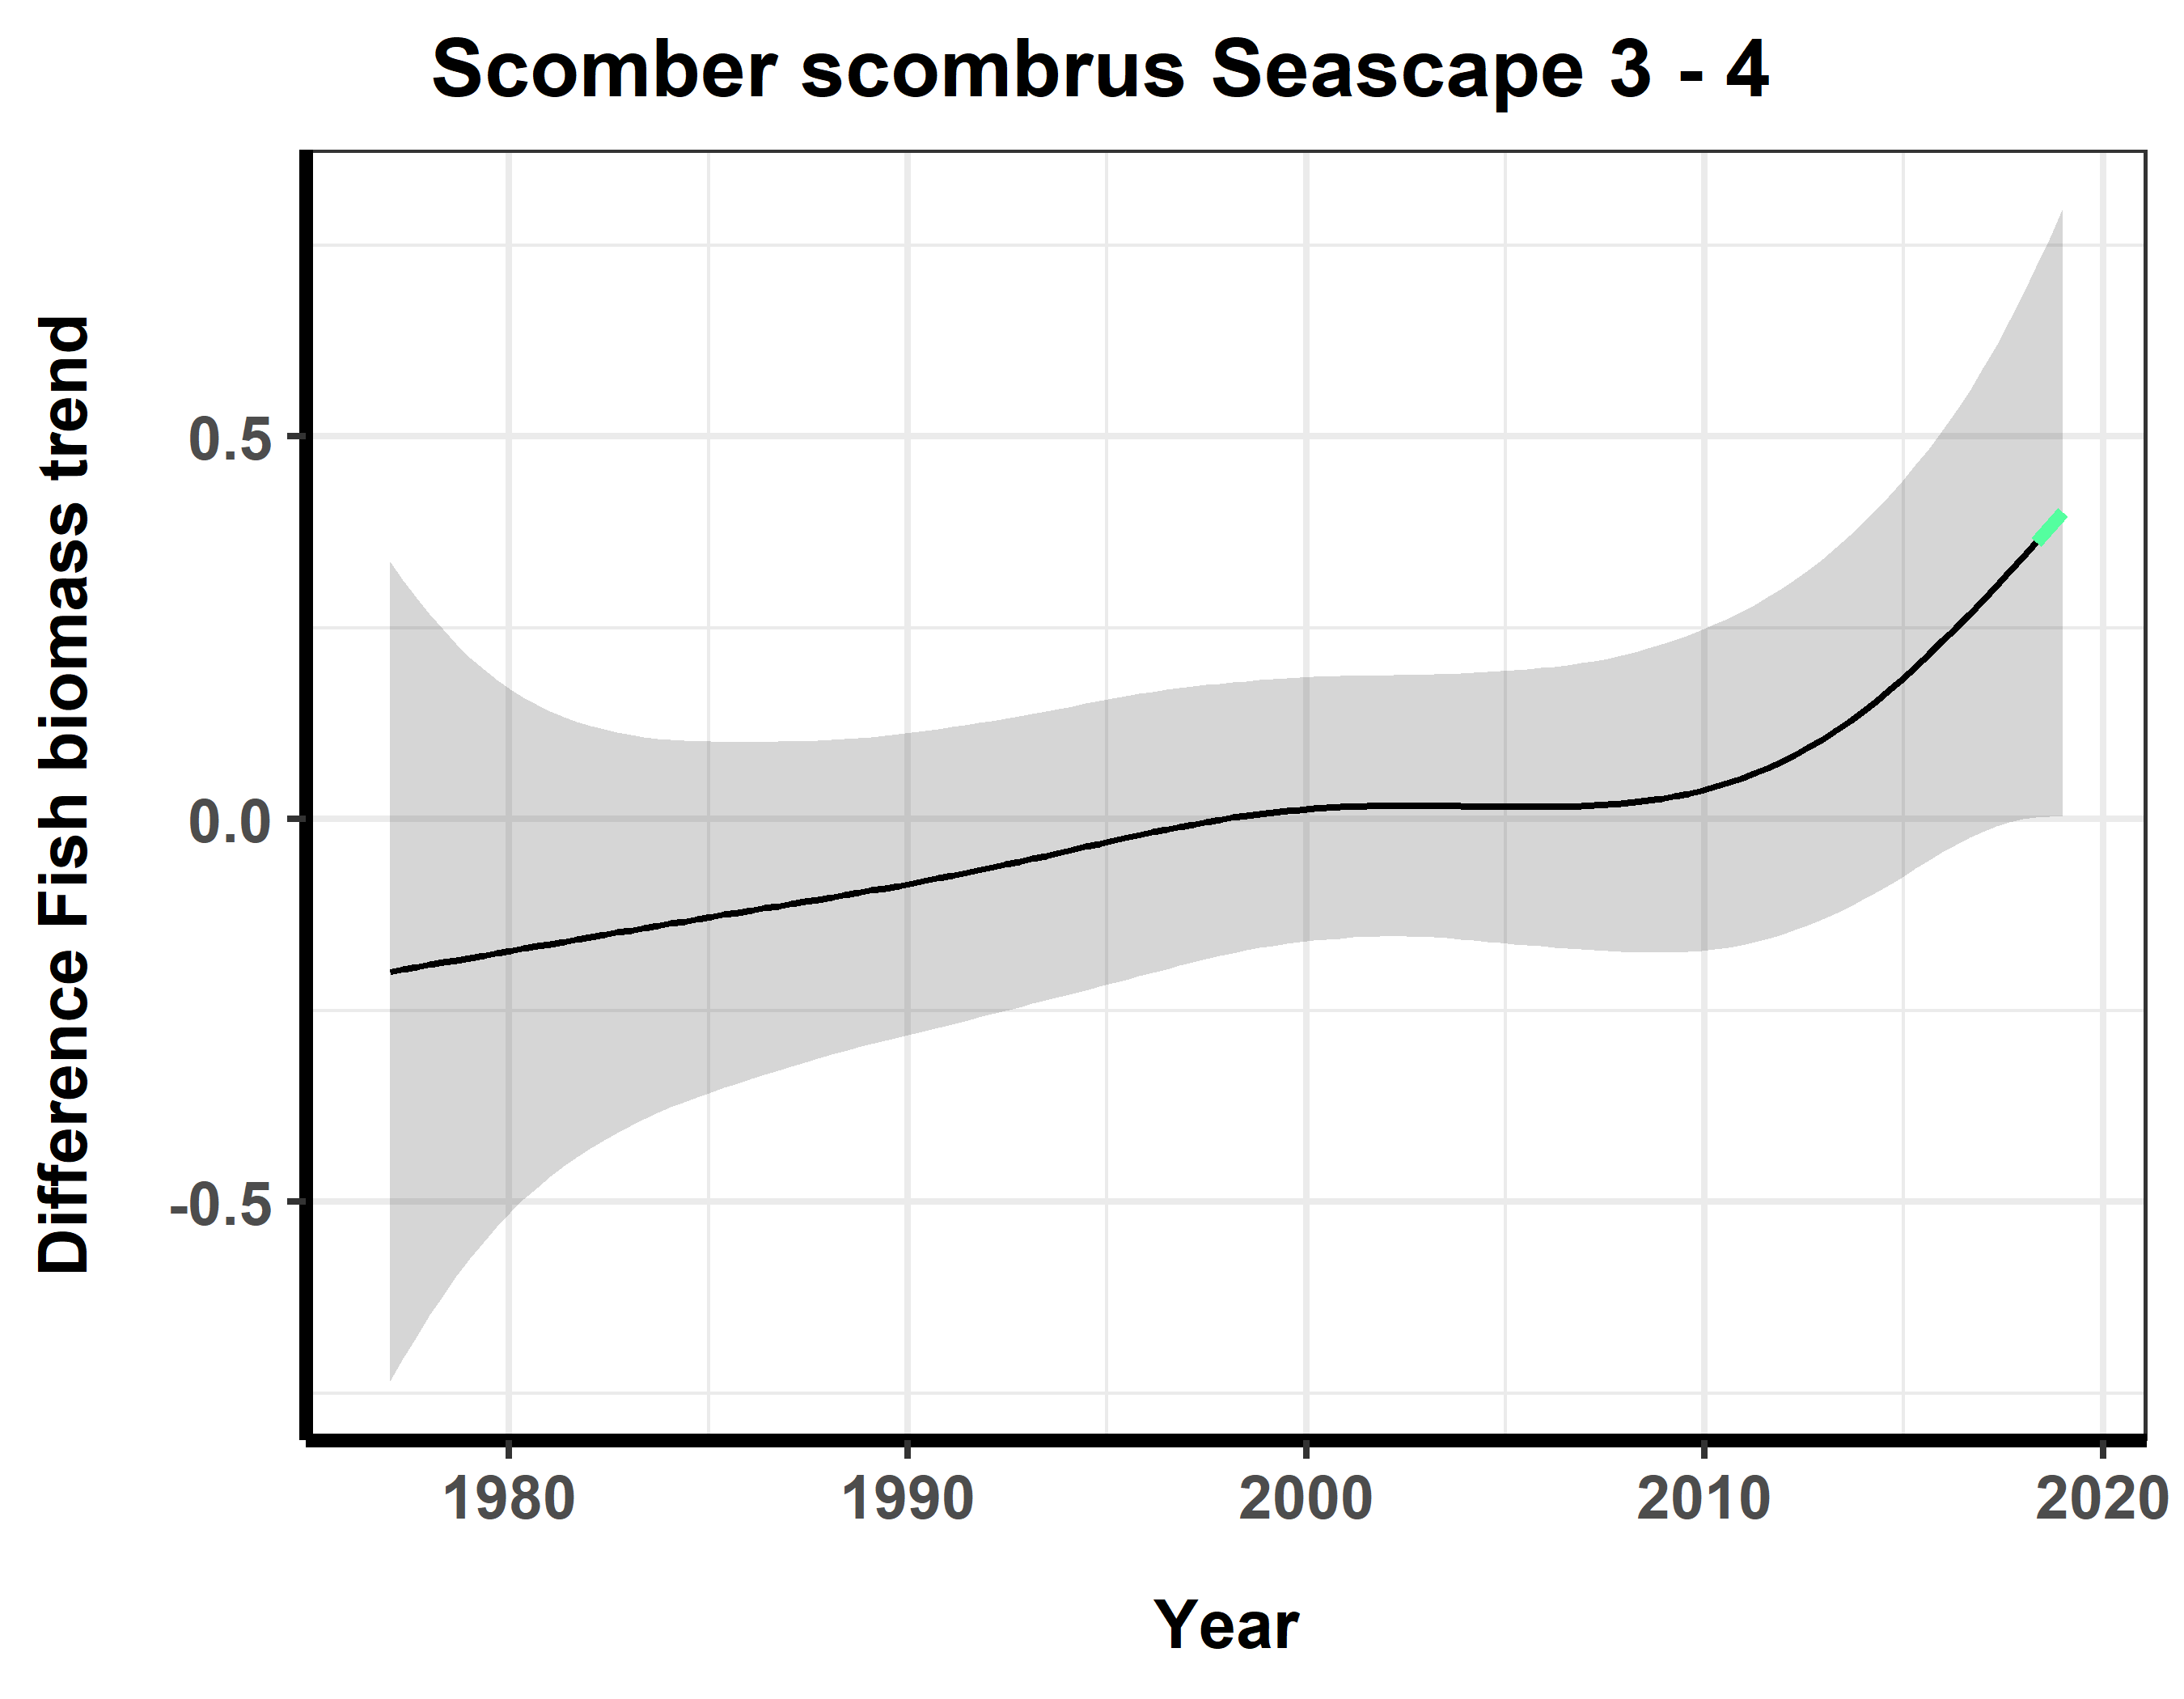 Scomber scombrus Seascape 3 - 4
Difference Fish biomass trend
0.5
0.0
-0.5
1980 1990 2000 2010 2020
Year